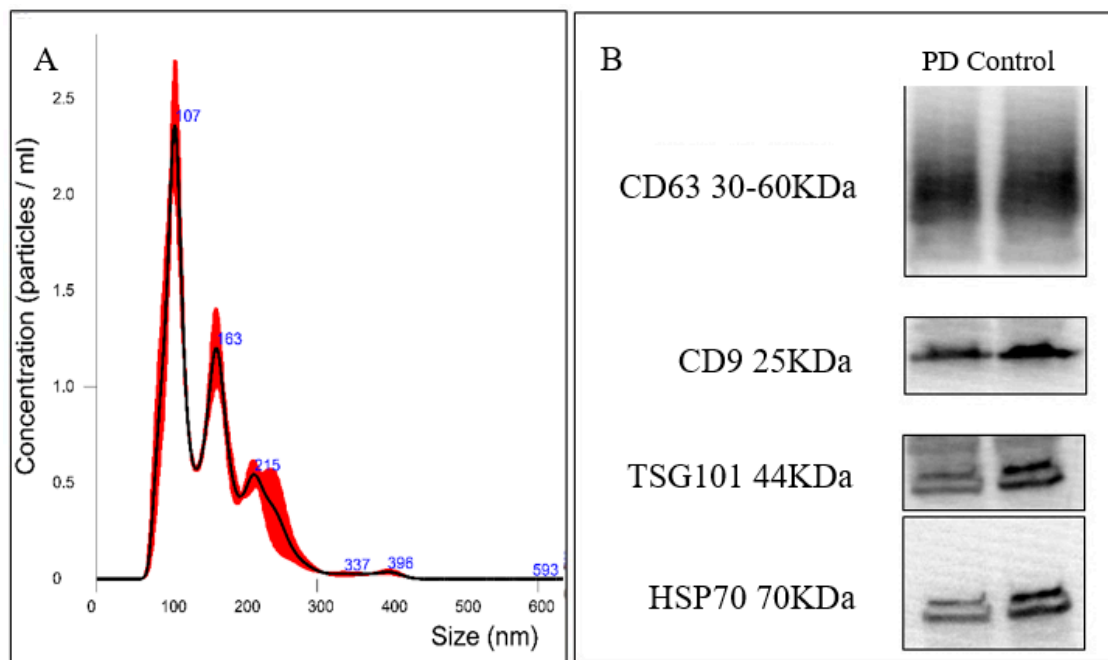 A
Concentration (particles / ml)
2.5
2.0
1.5
1.0
0.5
0
107
163
215
337
396
593
0 100 200 300 400 500 600
Size (nm)
B
PD Control
CD63 30-60KDa
CD9 25KDa
TSG101 44KDa
HSP70 70KDa